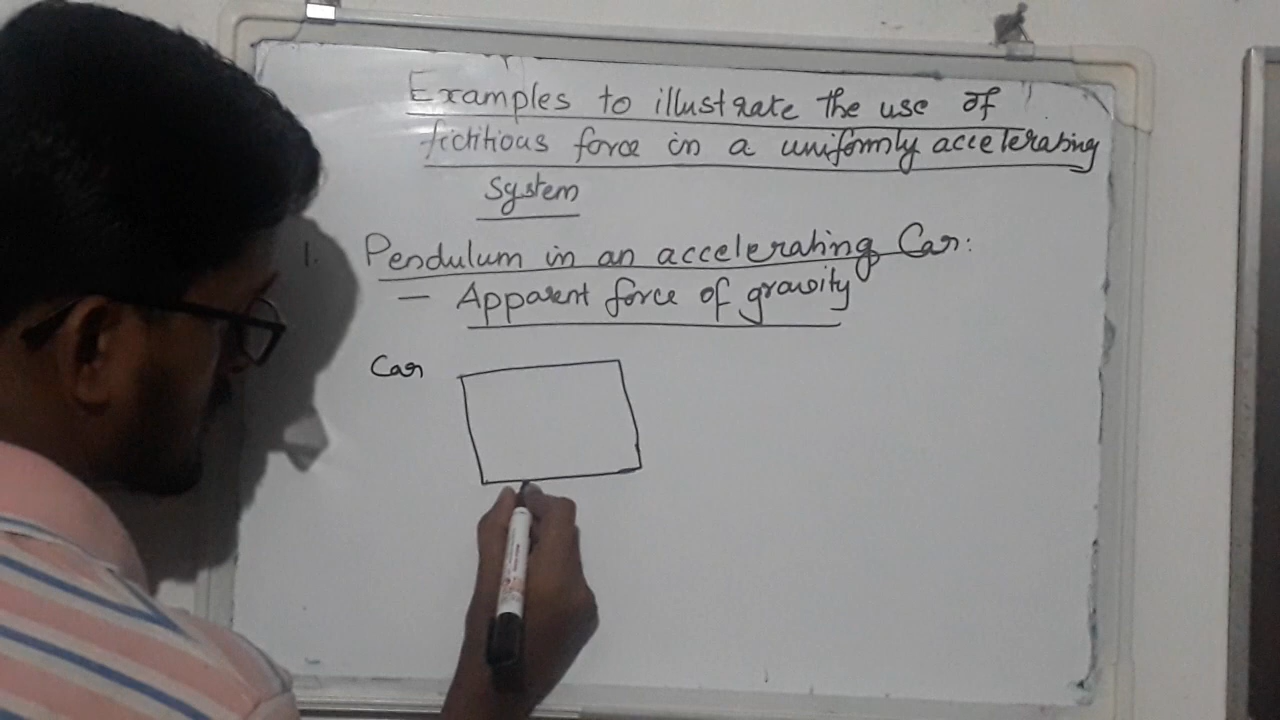 Examples to illustrate the use of
fictitious force in a uniformly accelerating
System
1. Pendulum in an accelerating Car:
— Apparent force of gravity
Car